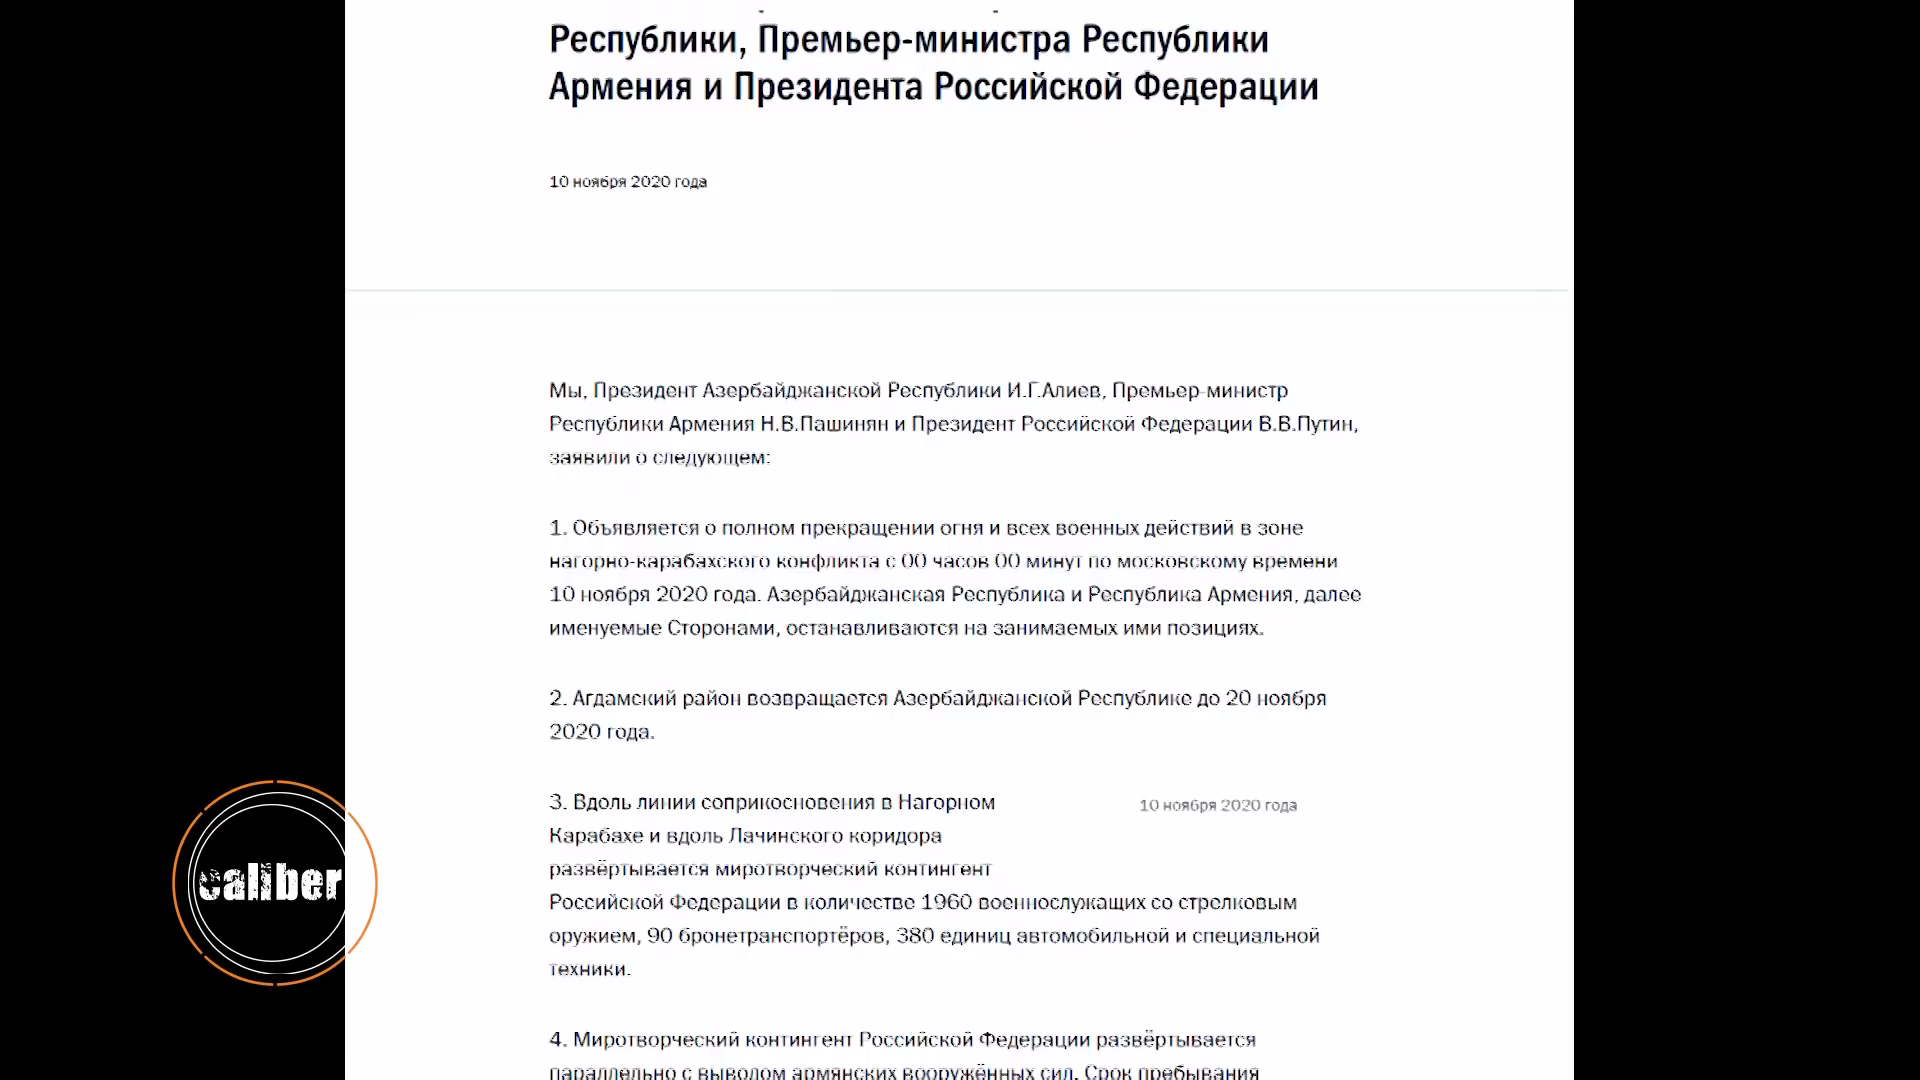 Республики, Премьер-министра Республики
Армения и Президента Российской Федерации
10 ноября 2020 года
Мы, Президент Азербайджанской Республики И.Г.Алиев, Премьер-министр
Республики Армения Н.В.Пашинян и Президент Российской Федерации В.В.Путин,
заявили о следующем:
1. Объявляется о полном прекращении огня и всех военных действий в зоне
нагорно-карабахского конфликта с 00 часов 00 минут по московскому времени
10 ноября 2020 года. Азербайджанская Республика и Республика Армения, далее
именуемые Сторонами, останавливаются на занимаемых ими позициях.
2. Агдамский район возвращается Азербайджанской Республике до 20 ноября
2020 года.
3. Вдоль линии соприкосновения в Нагорном
Карабахе и вдоль Лачинского коридора
развёртывается миротворческий контингент
Российской Федерации в количестве 1960 военнослужащих со стрелковым
оружием, 90 бронетранспортёров, 380 единиц автомобильной и специальной
техники.
10 ноября 2020 года
4. Миротворческий контингент Российской Федерации развёртывается
параллельно с выводом армянских вооружённых сил. Срок пребывания
caliber